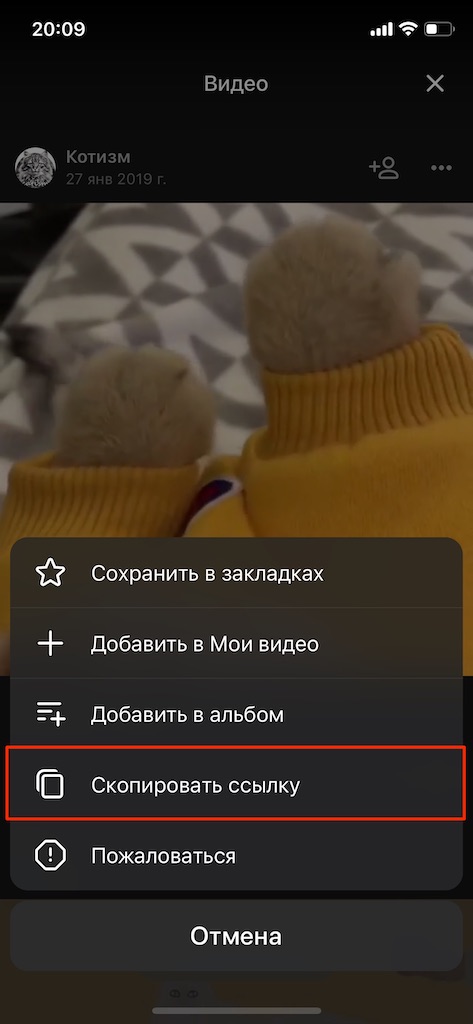 20:09
Видео
Котизм
27 янв 2019 г.
Сохранить в закладках
Добавить в Мои видео
Добавить в альбом
Скопировать ссылку
Пожаловаться
Отмена